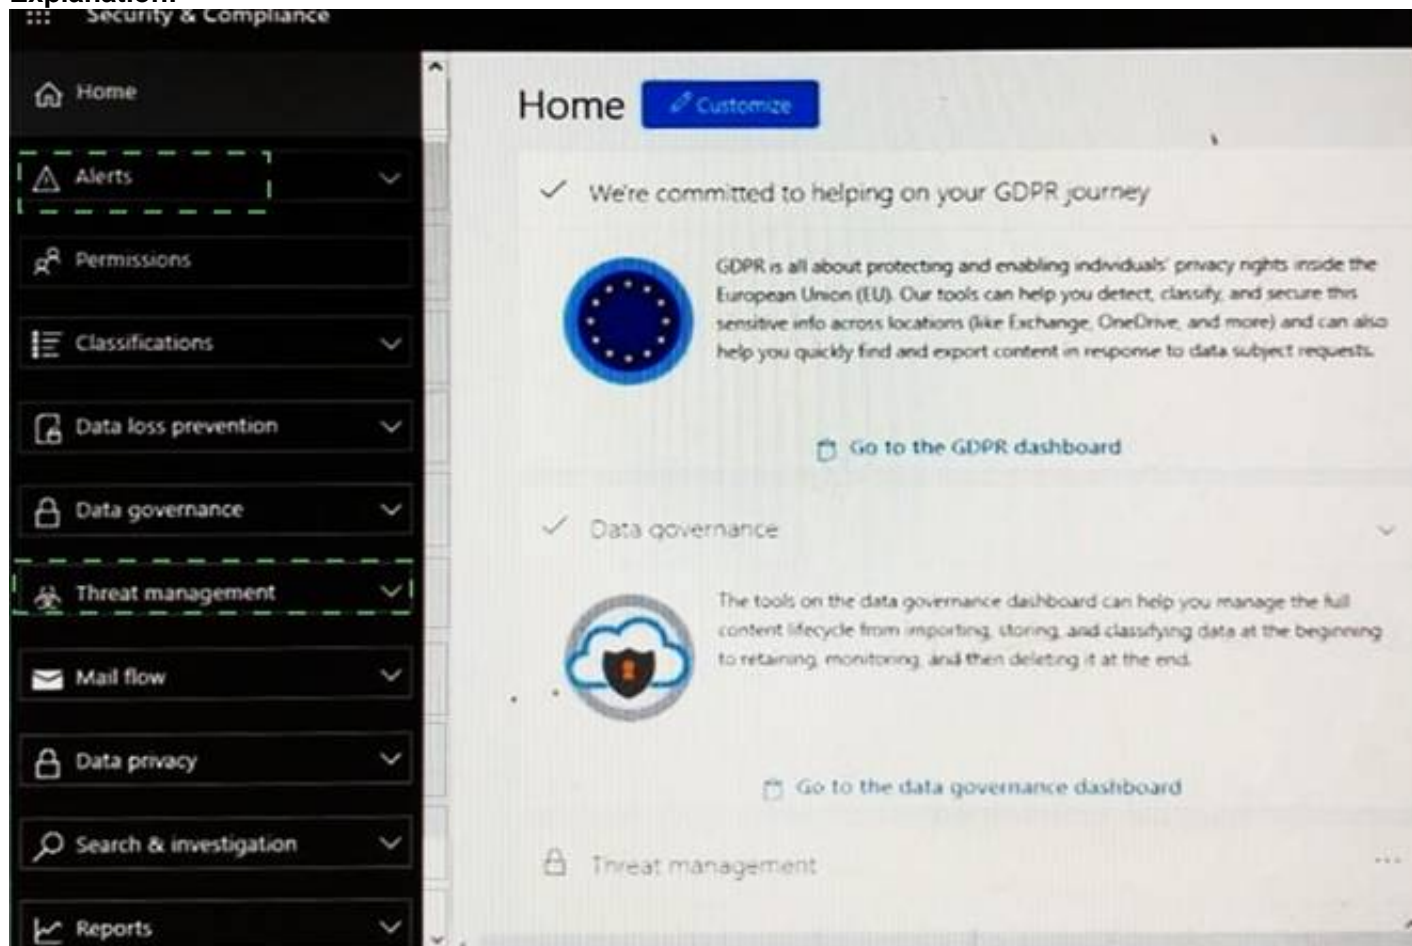 Explanation:
Security & Compliance
Home
Alerts
Permissions
Classifications
Data loss prevention
Data governance
Threat management
Mail flow
Data privacy
Search & investigation
Reports
Home Customize
We're committed to helping on your GDPR journey
GDPR is all about protecting and enabling individuals' privacy rights inside the
European Union (EU). Our tools can help you detect, classify, and secure this
sensitive info across locations (like Exchange, OneDrive, and more) and can also
help you quickly find and export content in response to data subject requests.
Go to the GDPR dashboard
Data governance
The tools on the data governance dashboard can help you manage the full
content lifecycle from importing, storing, and classifying data at the beginning
to retaining, monitoring, and then deleting it at the end.
Go to the data governance dashboard
Threat management